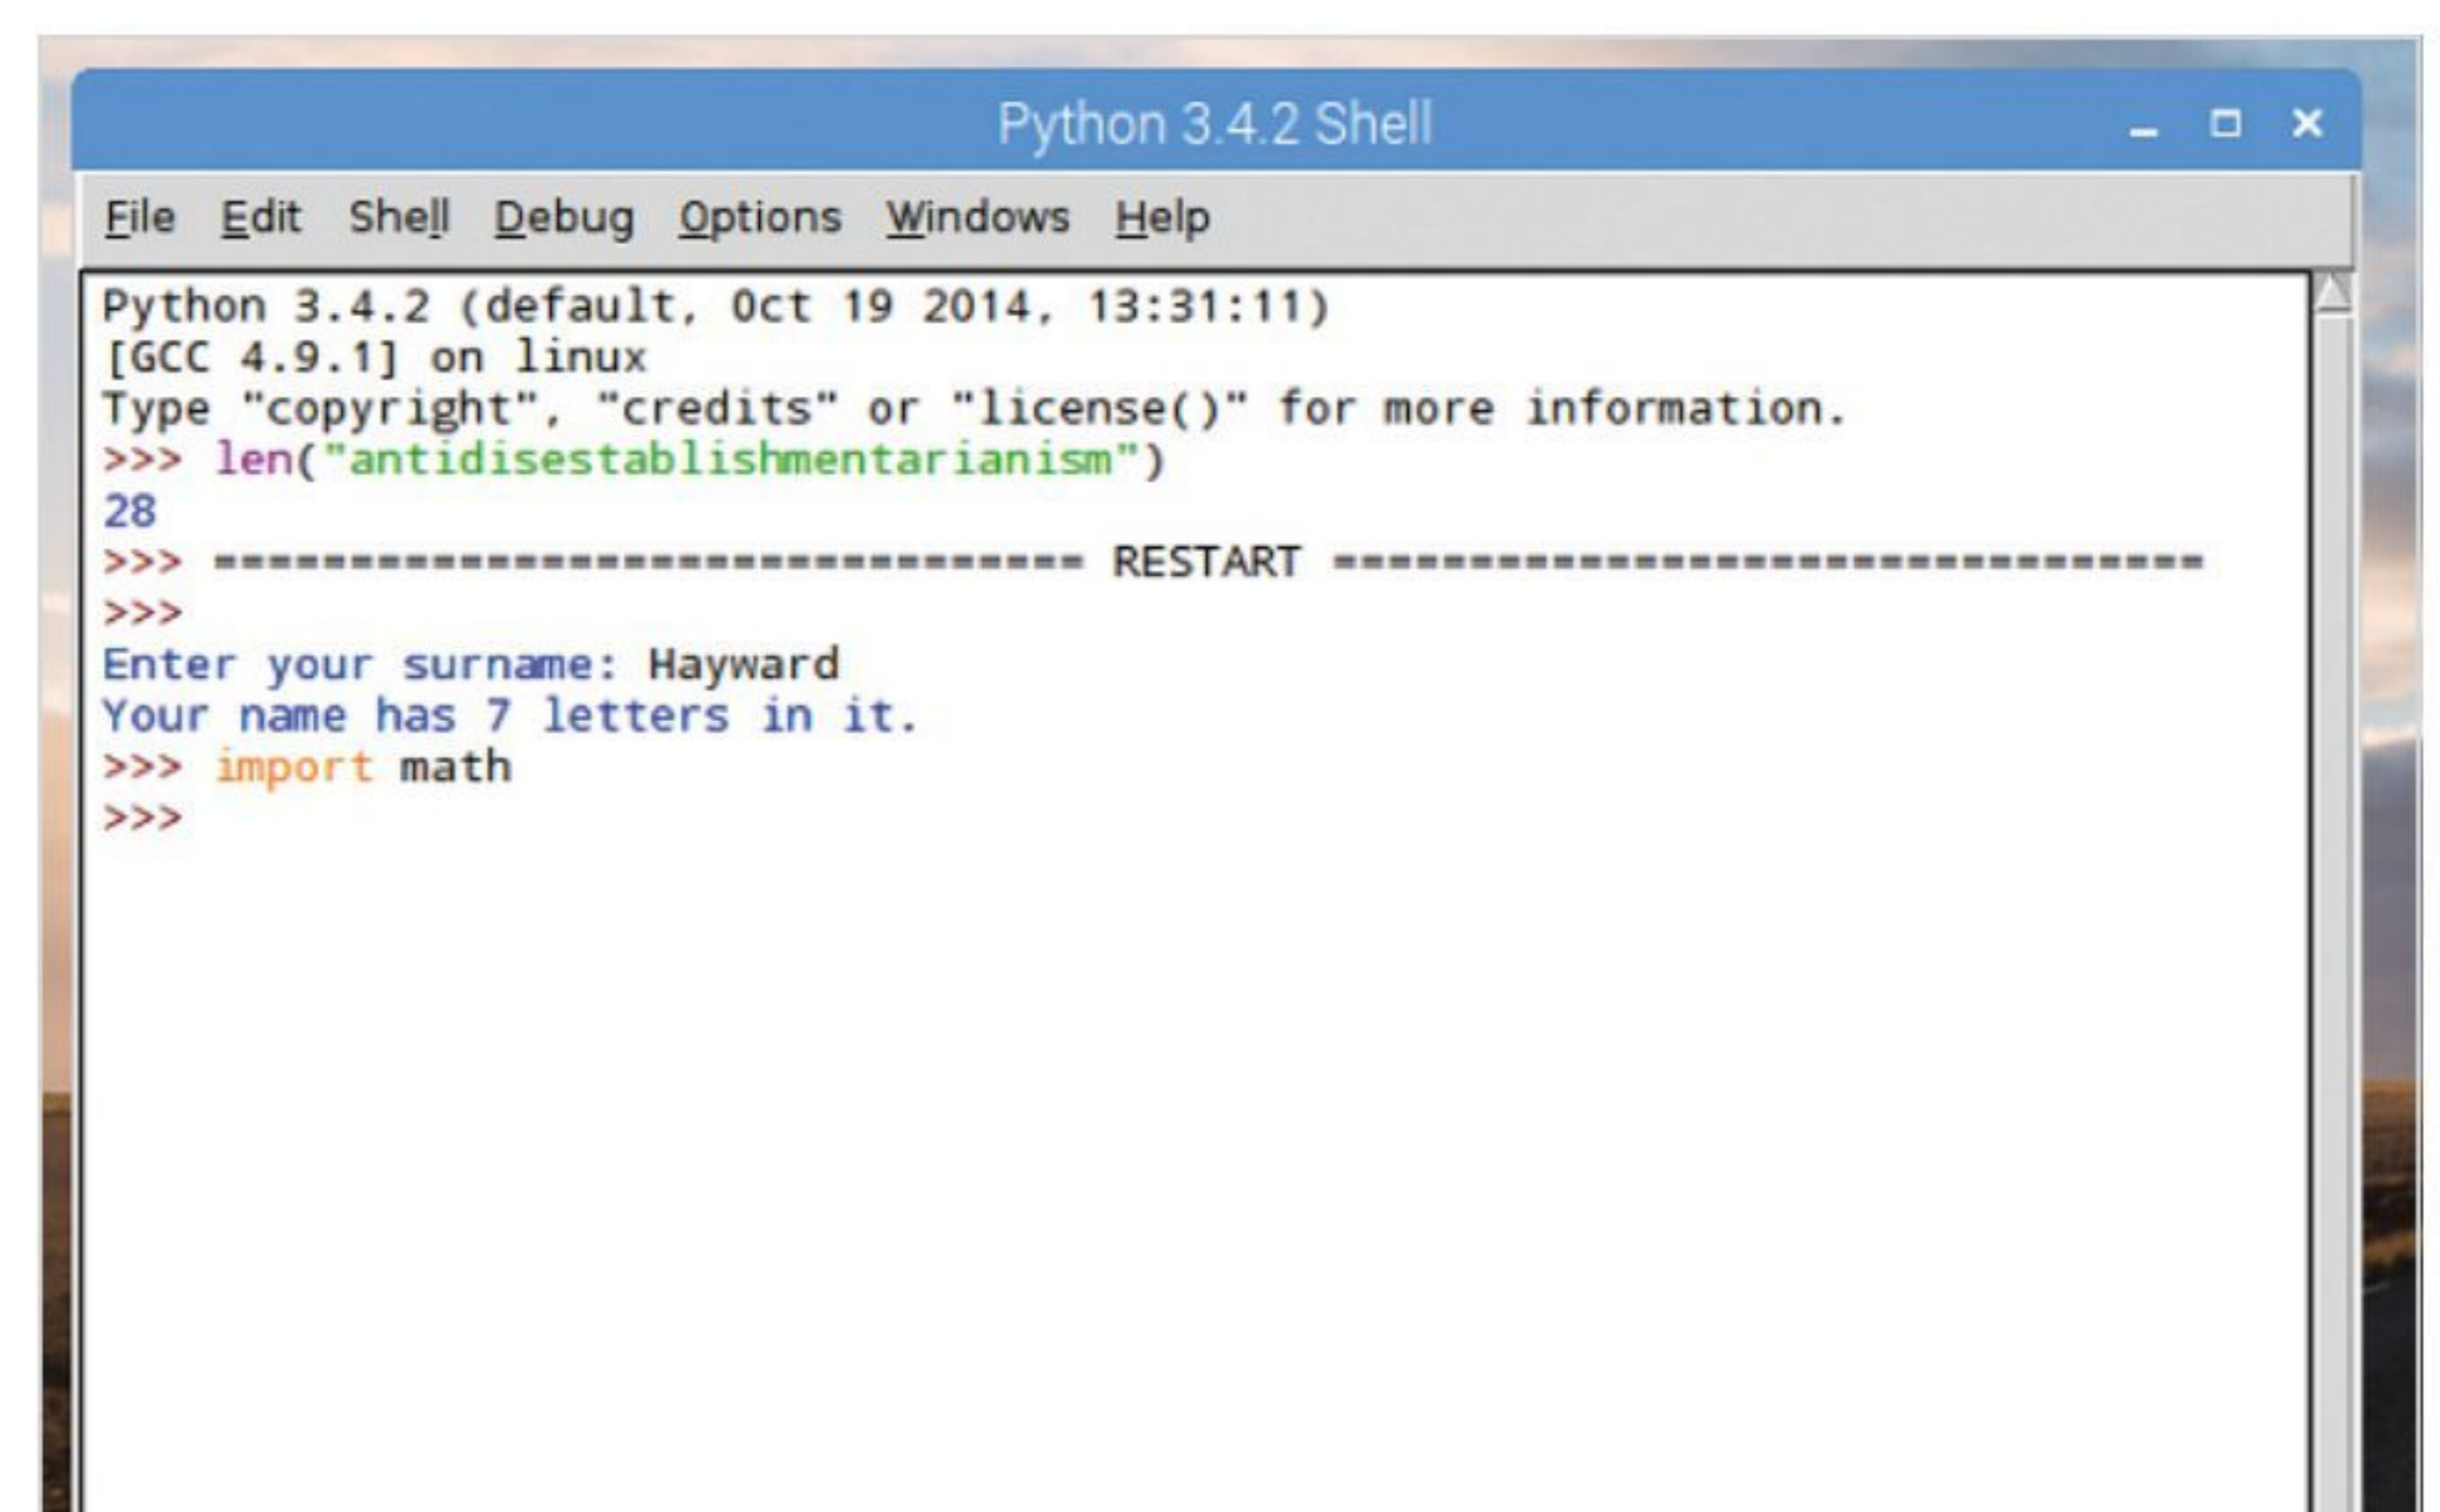 Python 3.4.2 Shell
File Edit Shell Debug Options Windows Help
Python 3.4.2 (default, Oct 19 2014, 13:31:11)
[GCC 4.9.1] on linux
Type "copyright", "credits" or "license()" for more information.
>>> len("antidisestablishmentarianism")
28
>>> ================================ RESTART ================================
>>>
Enter your surname: Hayward
Your name has 7 letters in it.
>>> import math
>>>